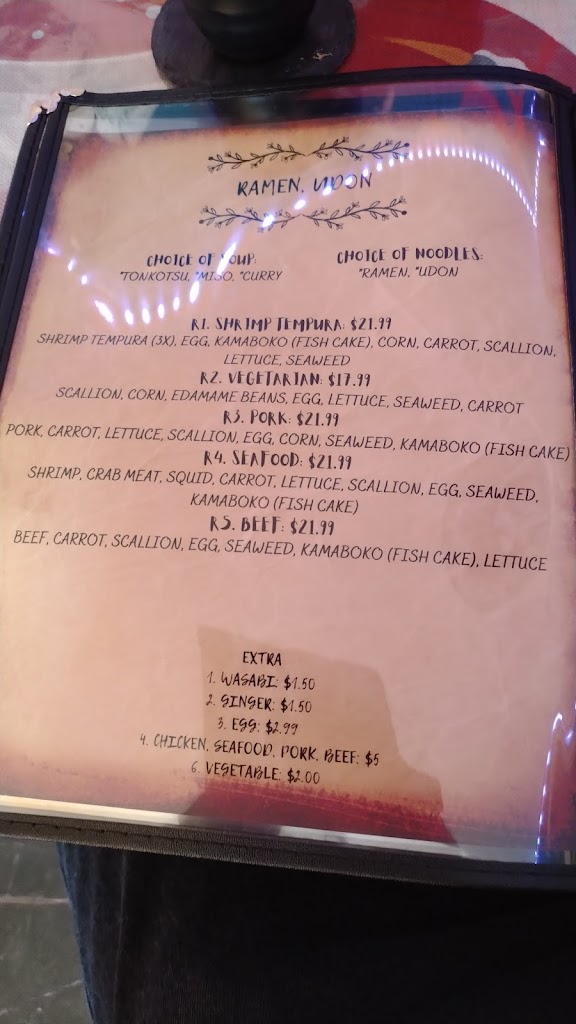 RAMEN, UDON
CHOICE OF SOUP:
*TONKOTSU, *MISO, *CURRY
CHOICE OF NOODLES:
*RAMEN, *UDON
R1. SHRIMP TEMPURA: $21.99
SHRIMP TEMPURA (3X), EGG, KAMABOKO (FISH CAKE), CORN, CARROT, SCALLION,
LETTUCE, SEAWEED
R2. VEGETARIAN: $17.99
SCALLION, CORN, EDAMAME BEANS, EGG, LETTUCE, SEAWEED, CARROT
R3. PORK: $21.99
PORK, CARROT, LETTUCE, SCALLION, EGG, CORN, SEAWEED, KAMABOKO (FISH CAKE)
R4. SEAFOOD: $21.99
SHRIMP, CRAB MEAT, SQUID, CARROT, LETTUCE, SCALLION, EGG, SEAWEED,
KAMABOKO (FISH CAKE)
R5. BEEF: $21.99
BEEF, CARROT, SCALLION, EGG, SEAWEED, KAMABOKO (FISH CAKE), LETTUCE
EXTRA
1. WASABI: $1.50
2. GINGER: $1.50
3. EGG: $2.99
4. CHICKEN, SEAFOOD, PORK, BEEF: $5
6. VEGETABLE: $2.00